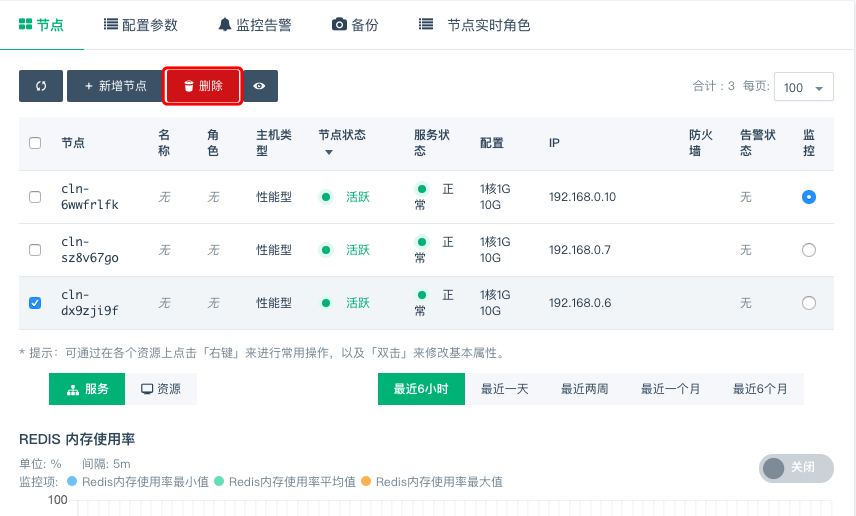 节点 配置参数 监控告警 备份 节点实时角色
+ 新增节点 删除 合计：3 每页: 100
节点 名称 角色 主机类型 节点状态 服务状态 配置 IP 防火墙 告警状态 监控
cln-6wwfrlfk 无 无 性能型 活跃 正常 1核1G 10G 192.168.0.10 无
cln-sz8v67go 无 无 性能型 活跃 正常 1核1G 10G 192.168.0.7 无
cln-dx9zji9f 无 无 性能型 活跃 正常 1核1G 10G 192.168.0.6 无
* 提示：可通过在各个资源上点击「右键」来进行常用操作，以及「双击」来修改基本属性。
服务 资源 最近6小时 最近一天 最近两周 最近一个月 最近6个月
REDIS 内存使用率
单位: % 间隔: 5m
关闭
监控项: Redis内存使用率最小值 Redis内存使用率平均值 Redis内存使用率最大值
100